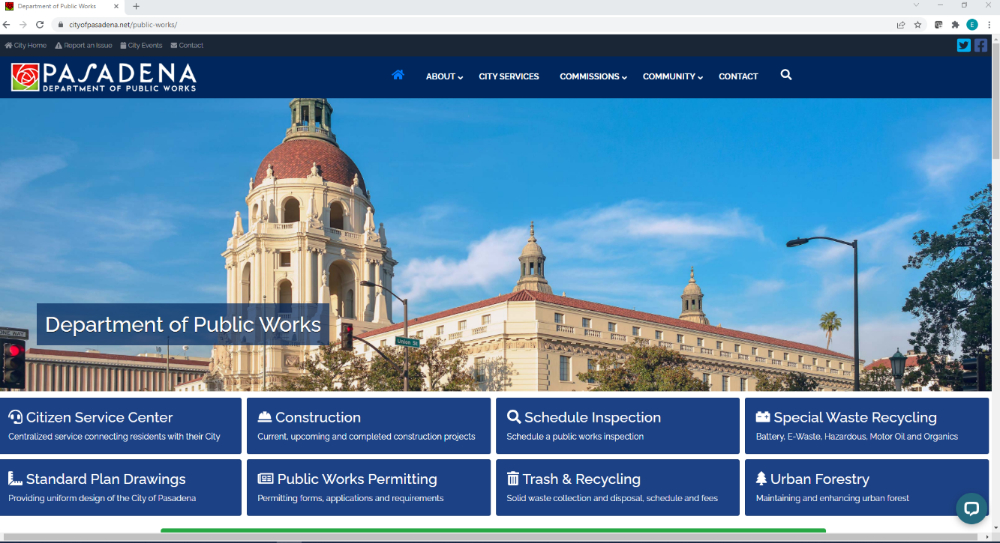 Department of Public Works
cityofpasadena.net/public-works/
E
City Home
Report an Issue
City Events
Contact
PASADENA
DEPARTMENT OF PUBLIC WORKS
ABOUT
CITY SERVICES
COMMISSIONS
COMMUNITY
CONTACT
ONE WAY
Union St
Department of Public Works
Citizen Service Center
Centralized service connecting residents with their City
Construction
Current, upcoming and completed construction projects
Schedule Inspection
Schedule a public works inspection
Special Waste Recycling
Battery, E-Waste, Hazardous, Motor Oil and Organics
Standard Plan Drawings
Providing uniform design of the City of Pasadena
Public Works Permitting
Permitting forms, applications and requirements
Trash & Recycling
Solid waste collection and disposal, schedule and fees
Urban Forestry
Maintaining and enhancing urban forest